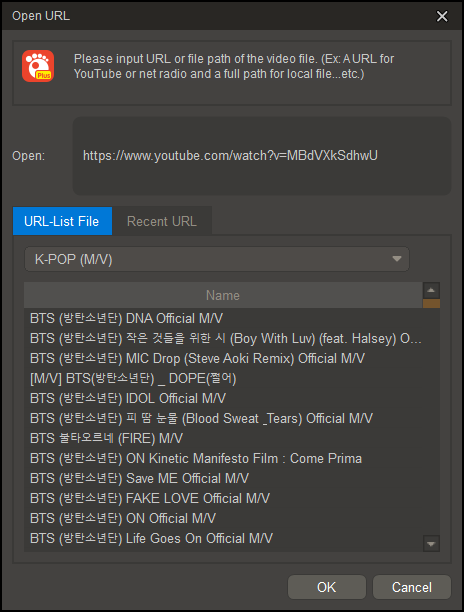 Open URL
Plus
Please input URL or file path of the video file. (Ex: A URL for
YouTube or net radio and a full path for local file...etc.)
Open:
https://www.youtube.com/watch?v=MBdVXkSdhwU
URL-List File
Recent URL
K-POP (M/V)
Name
BTS (방탄소년단) DNA Official M/V
BTS (방탄소년단) 작은 것들을 위한 시 (Boy With Luv) (feat. Halsey) O...
BTS (방탄소년단) MIC Drop (Steve Aoki Remix) Official M/V
[M/V] BTS(방탄소년단) _ DOPE(쩔어)
BTS (방탄소년단) IDOL Official M/V
BTS (방탄소년단) 피 땀 눈물 (Blood Sweat _Tears) Official M/V
BTS 불타오르네 (FIRE) M/V
BTS (방탄소년단) ON Kinetic Manifesto Film : Come Prima
BTS (방탄소년단) Save ME Official M/V
BTS (방탄소년단) FAKE LOVE Official M/V
BTS (방탄소년단) ON Official M/V
BTS (방탄소년단) Life Goes On Official M/V
OK
Cancel